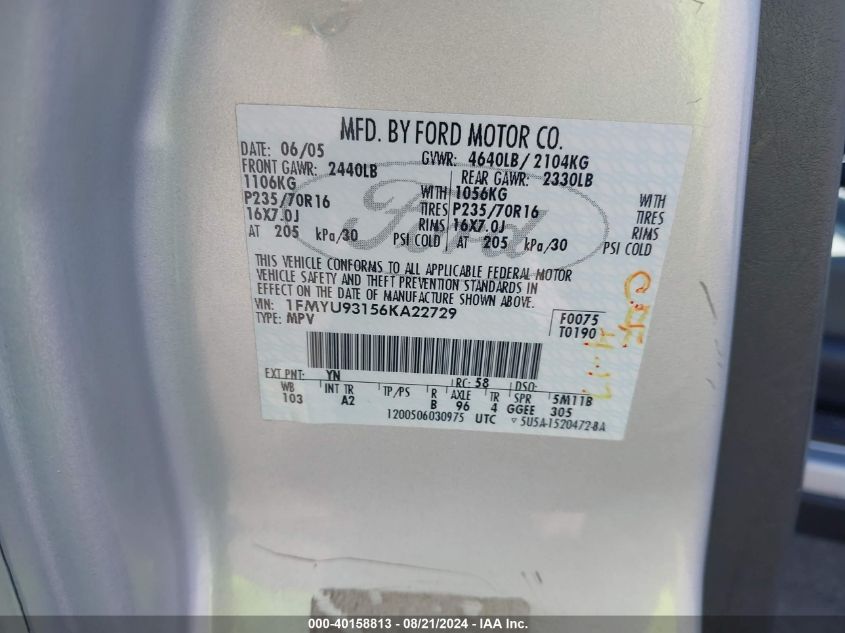 MFD. BY FORD MOTOR CO.
DATE: 06/05 GVWR: 4640LB/ 2104KG
FRONT GAWR: 2440LB REAR GAWR: 2330LB
1106KG WITH 1056KG WITH
P235/70R16 TIRES P235/70R16 TIRES
16X7.0J RIMS 16X7.0J RIMS
AT 205 kPa/30 PSI COLD AT 205 kPa/30 PSI COLD
Ford
THIS VEHICLE CONFORMS TO ALL APPLICABLE FEDERAL MOTOR
VEHICLE SAFETY AND THEFT PREVENTION STANDARDS IN
EFFECT ON THE DATE OF MANUFACTURE SHOWN ABOVE.
VIN: 1FMYU93156KA22729
TYPE: MPV
F0075
T0190
EXT PNT: YN RC: 58 DSO:
WB INT TR TP/PS R AXLE TR SPR 5M11B
103 A2 B 96 4 GGEE 305
1200506030975 UTC ▽ 5U5A-1520472-BA
000-40158813 - 08/21/2024 - IAAI.com.